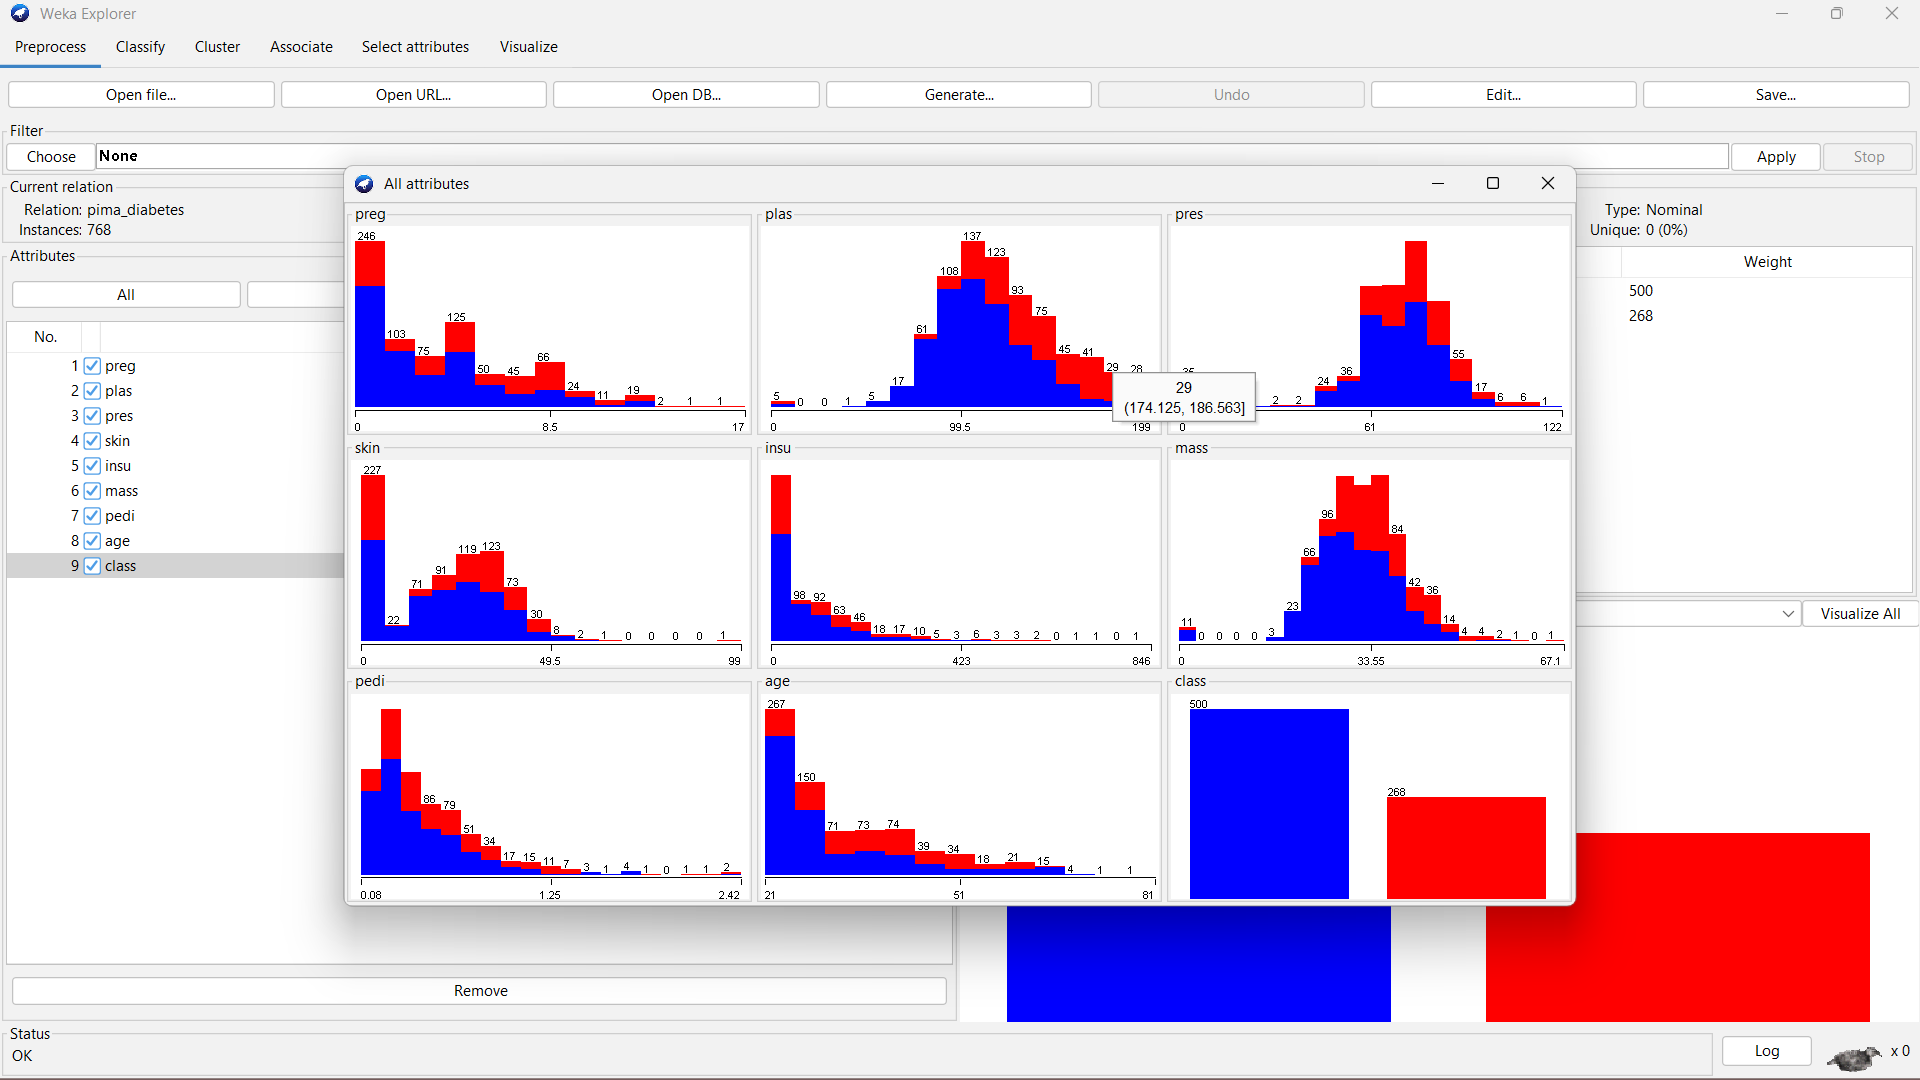 Weka Explorer
Preprocess Classify Cluster Associate Select attributes Visualize
Open file... Open URL... Open DB... Generate... Undo Edit... Save...
Filter
Choose None Apply Stop
Current relation
Relation: pima_diabetes
Instances: 768
Type: Nominal
Unique: 0 (0%)
Attributes
All
Weight
500
268
No.
1 preg
2 plas
3 pres
4 skin
5 insu
6 mass
7 pedi
8 age
9 class
Visualize All
Remove
All attributes
preg
246
103 75 125 50 45 66 24 11 19 2 1 1
0 8.5 17
plas
5 0 0 1 5 17 61 108 137 123 93 75 45 41 29 28
0 99.5 199
29
(174.125, 186.563]
pres
2 2 24 36 55 17 6 6 1
0 61 122
skin
227 22 71 91 119 123 73 30 8 2 1 0 0 0 0 1
0 49.5 99
insu
98 92 63 46 18 17 10 5 3 6 3 3 2 0 1 1 0 1
0 423 846
mass
11 0 0 0 0 3 23 66 96 84 42 36 14 4 4 2 1 0 1
0 33.55 67.1
pedi
86 79 51 34 17 15 11 7 3 1 4 1 0 1 1 2
0.08 1.25 2.42
age
267 150 71 73 74 39 34 18 21 15 4 1 1
21 51 81
class
500
268
Status
OK
Log x 0